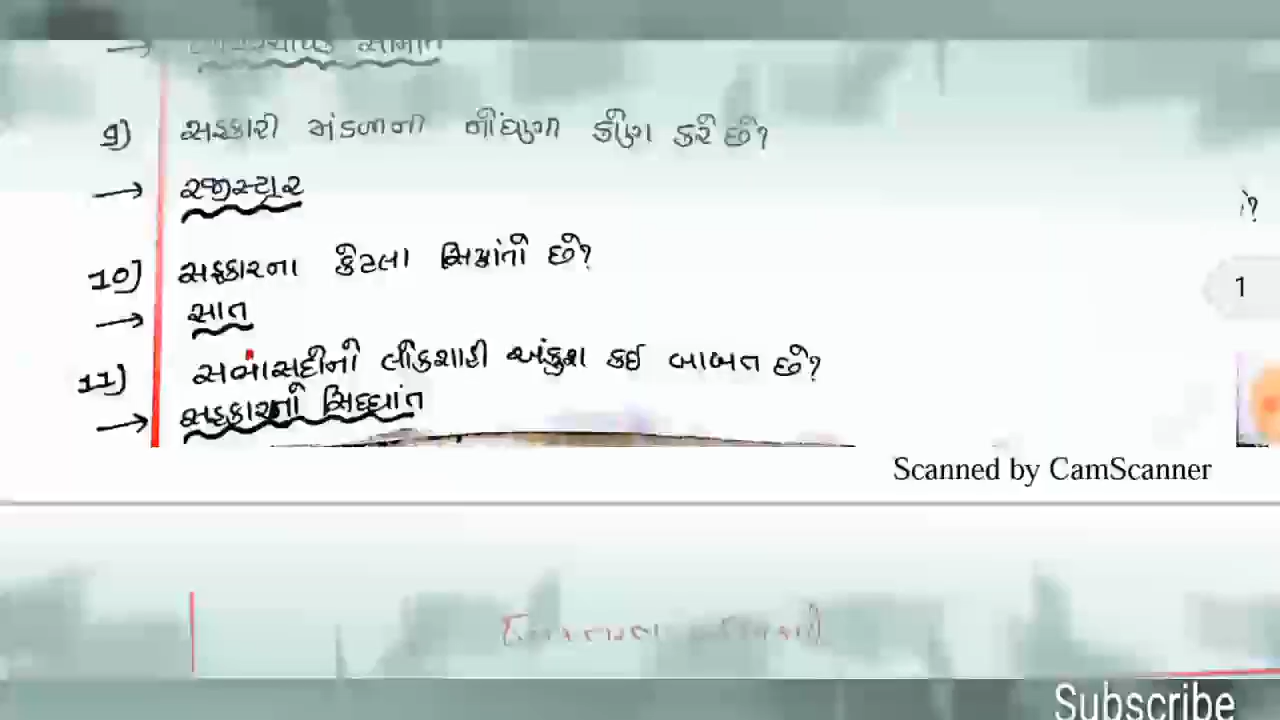 9) સહકારી મંડળીની નોંધણી કોણ કરે છે?
→ રજીસ્ટ્રાર
10) સહકારના કેટલા સિદ્ધાંતો છે?
→ સાત
1
11) સભાસદોનો લોકશાહી અંકુશ કઈ બાબત છે?
→ સહકારનો સિદ્ધાંત
Scanned by CamScanner
Subscribe